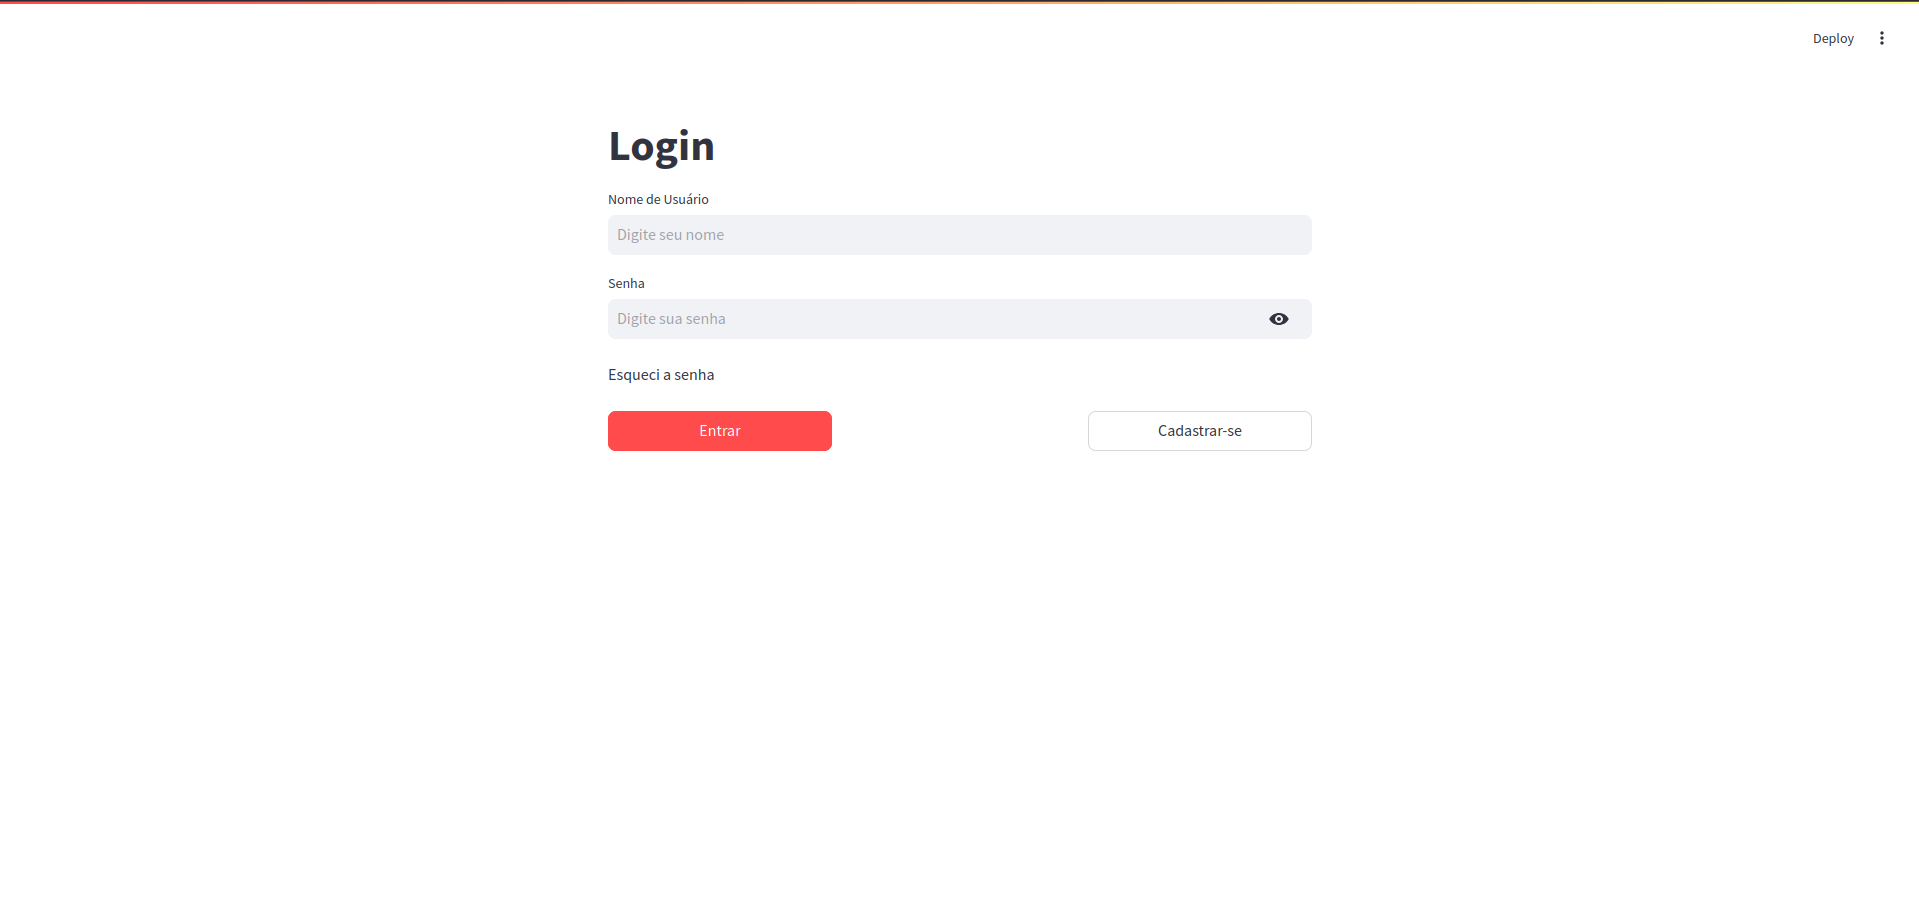 Deploy
Login
Nome de Usuário
Digite seu nome
Senha
Digite sua senha
Esqueci a senha
Entrar
Cadastrar-se